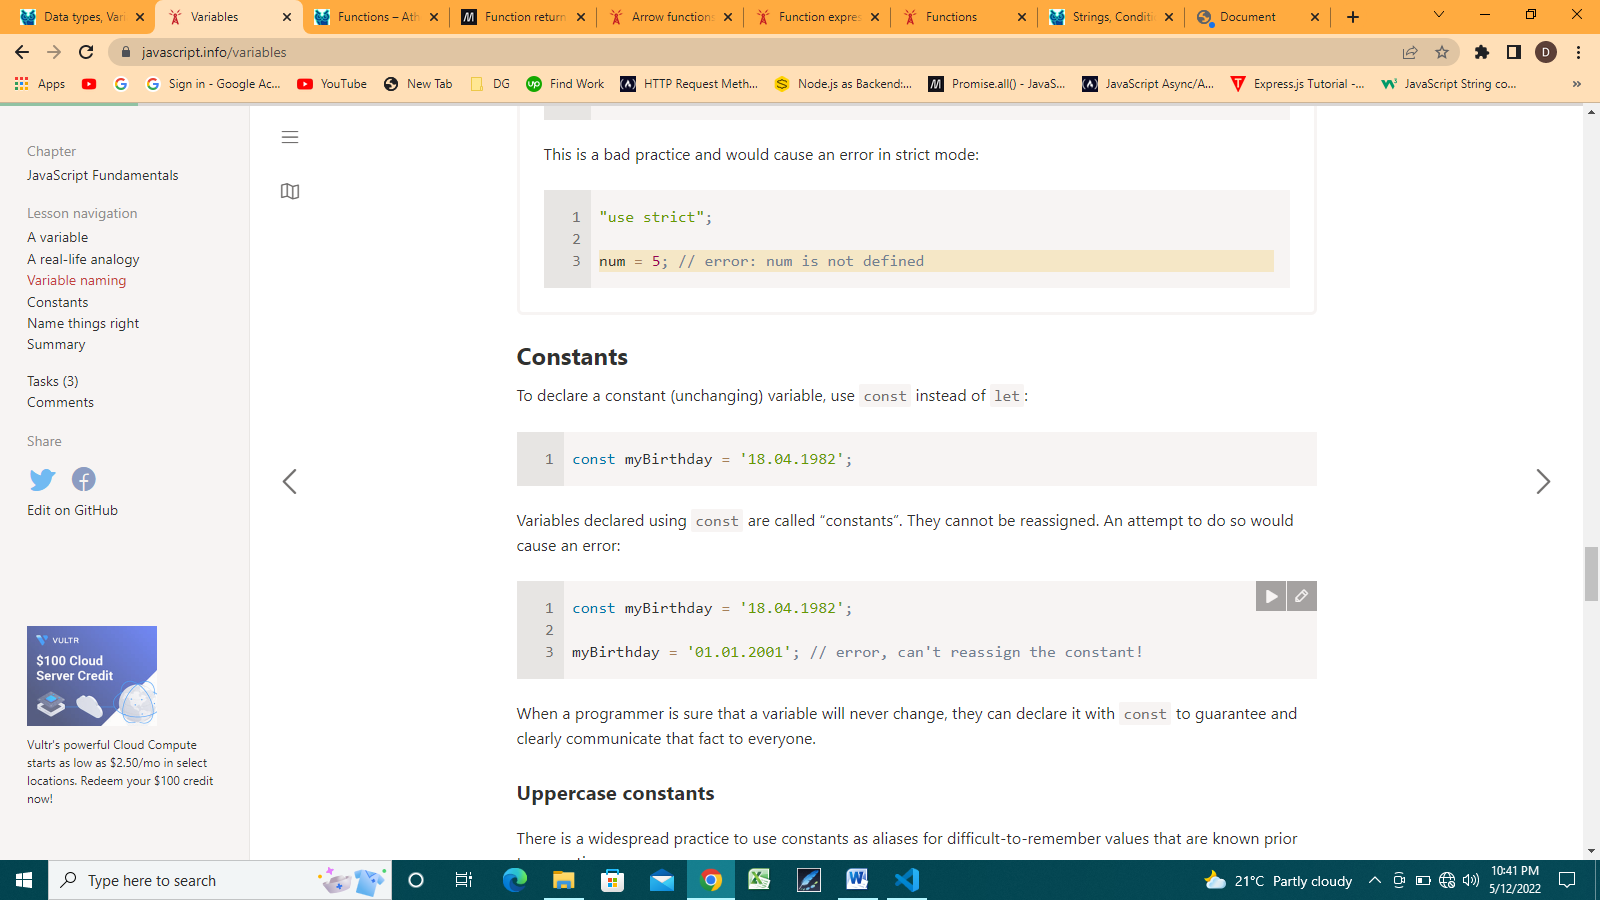 Data types, Vari
Variables
Functions – Ath
Function return
Arrow functions
Function expres
Functions
Strings, Conditi
Document
javascript.info/variables
D
Apps
YouTube
Sign in - Google Ac...
New Tab
DG
Find Work
HTTP Request Meth...
Node.js as Backend:...
Promise.all() - JavaS...
JavaScript Async/A...
Express.js Tutorial -...
JavaScript String co...
»
Chapter
JavaScript Fundamentals
Lesson navigation
A variable
A real-life analogy
Variable naming
Constants
Name things right
Summary
Tasks (3)
Comments
Share
Edit on GitHub
VULTR
$100 Cloud
Server Credit
Vultr's powerful Cloud Compute
starts as low as $2.50/mo in select
locations. Redeem your $100 credit
now!
This is a bad practice and would cause an error in strict mode:
1 "use strict";
2
3 num = 5; // error: num is not defined
Constants
To declare a constant (unchanging) variable, use const instead of let:
1 const myBirthday = '18.04.1982';
Variables declared using const are called “constants”. They cannot be reassigned. An attempt to do so would
cause an error:
1 const myBirthday = '18.04.1982';
2
3 myBirthday = '01.01.2001'; // error, can't reassign the constant!
When a programmer is sure that a variable will never change, they can declare it with const to guarantee and
clearly communicate that fact to everyone.
Uppercase constants
There is a widespread practice to use constants as aliases for difficult-to-remember values that are known prior
Type here to search
21°C Partly cloudy
10:41 PM
5/12/2022